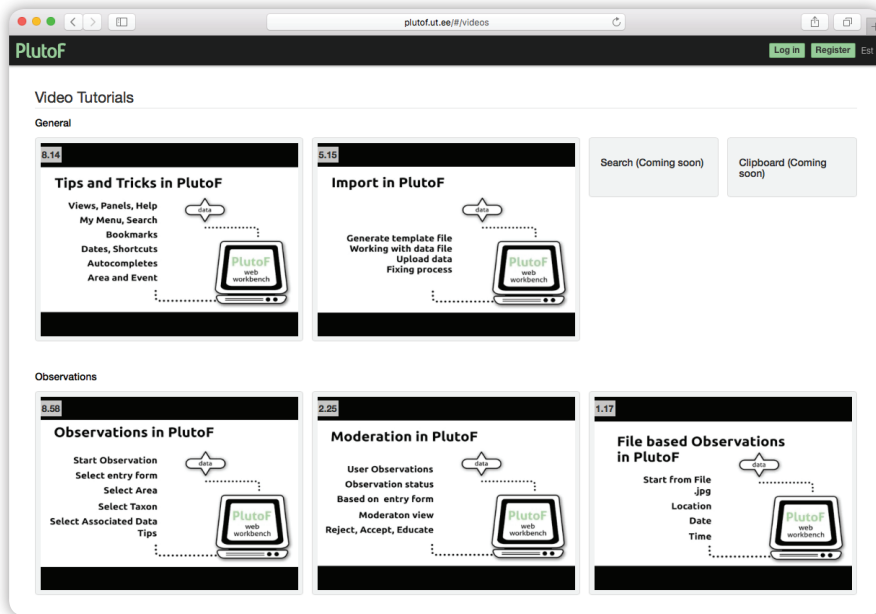 plutof.ut.ee/#/videos
PlutoF
Log in
Register
Est
Video Tutorials
General
8.14
Tips and Tricks in PlutoF
Views, Panels, Help
My Menu, Search
Bookmarks
Dates, Shortcuts
Autocompletes
Area and Event
data
PlutoF
web
workbench
5.15
Import in PlutoF
Generate template file
Working with data file
Upload data
Fixing process
data
PlutoF
web
workbench
Search (Coming soon)
Clipboard (Coming
soon)
Observations
8.58
Observations in PlutoF
Start Observation
Select entry form
Select Area
Select Taxon
Select Associated Data
Tips
data
PlutoF
web
workbench
2.25
Moderation in PlutoF
User Observations
Observation status
Based on entry form
Moderaton view
Reject, Accept, Educate
data
PlutoF
web
workbench
1.17
File based Observations
in PlutoF
Start from File
.jpg
Location
Date
Time
data
PlutoF
web
workbench